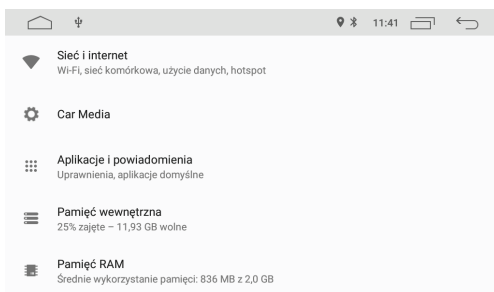 11:41
Sieć i internet
Wi-Fi, sieć komórkowa, użycie danych, hotspot
Car Media
Aplikacje i powiadomienia
Uprawnienia, aplikacje domyślne
Pamięć wewnętrzna
25% zajęte – 11,93 GB wolne
Pamięć RAM
Średnie wykorzystanie pamięci: 836 MB z 2,0 GB